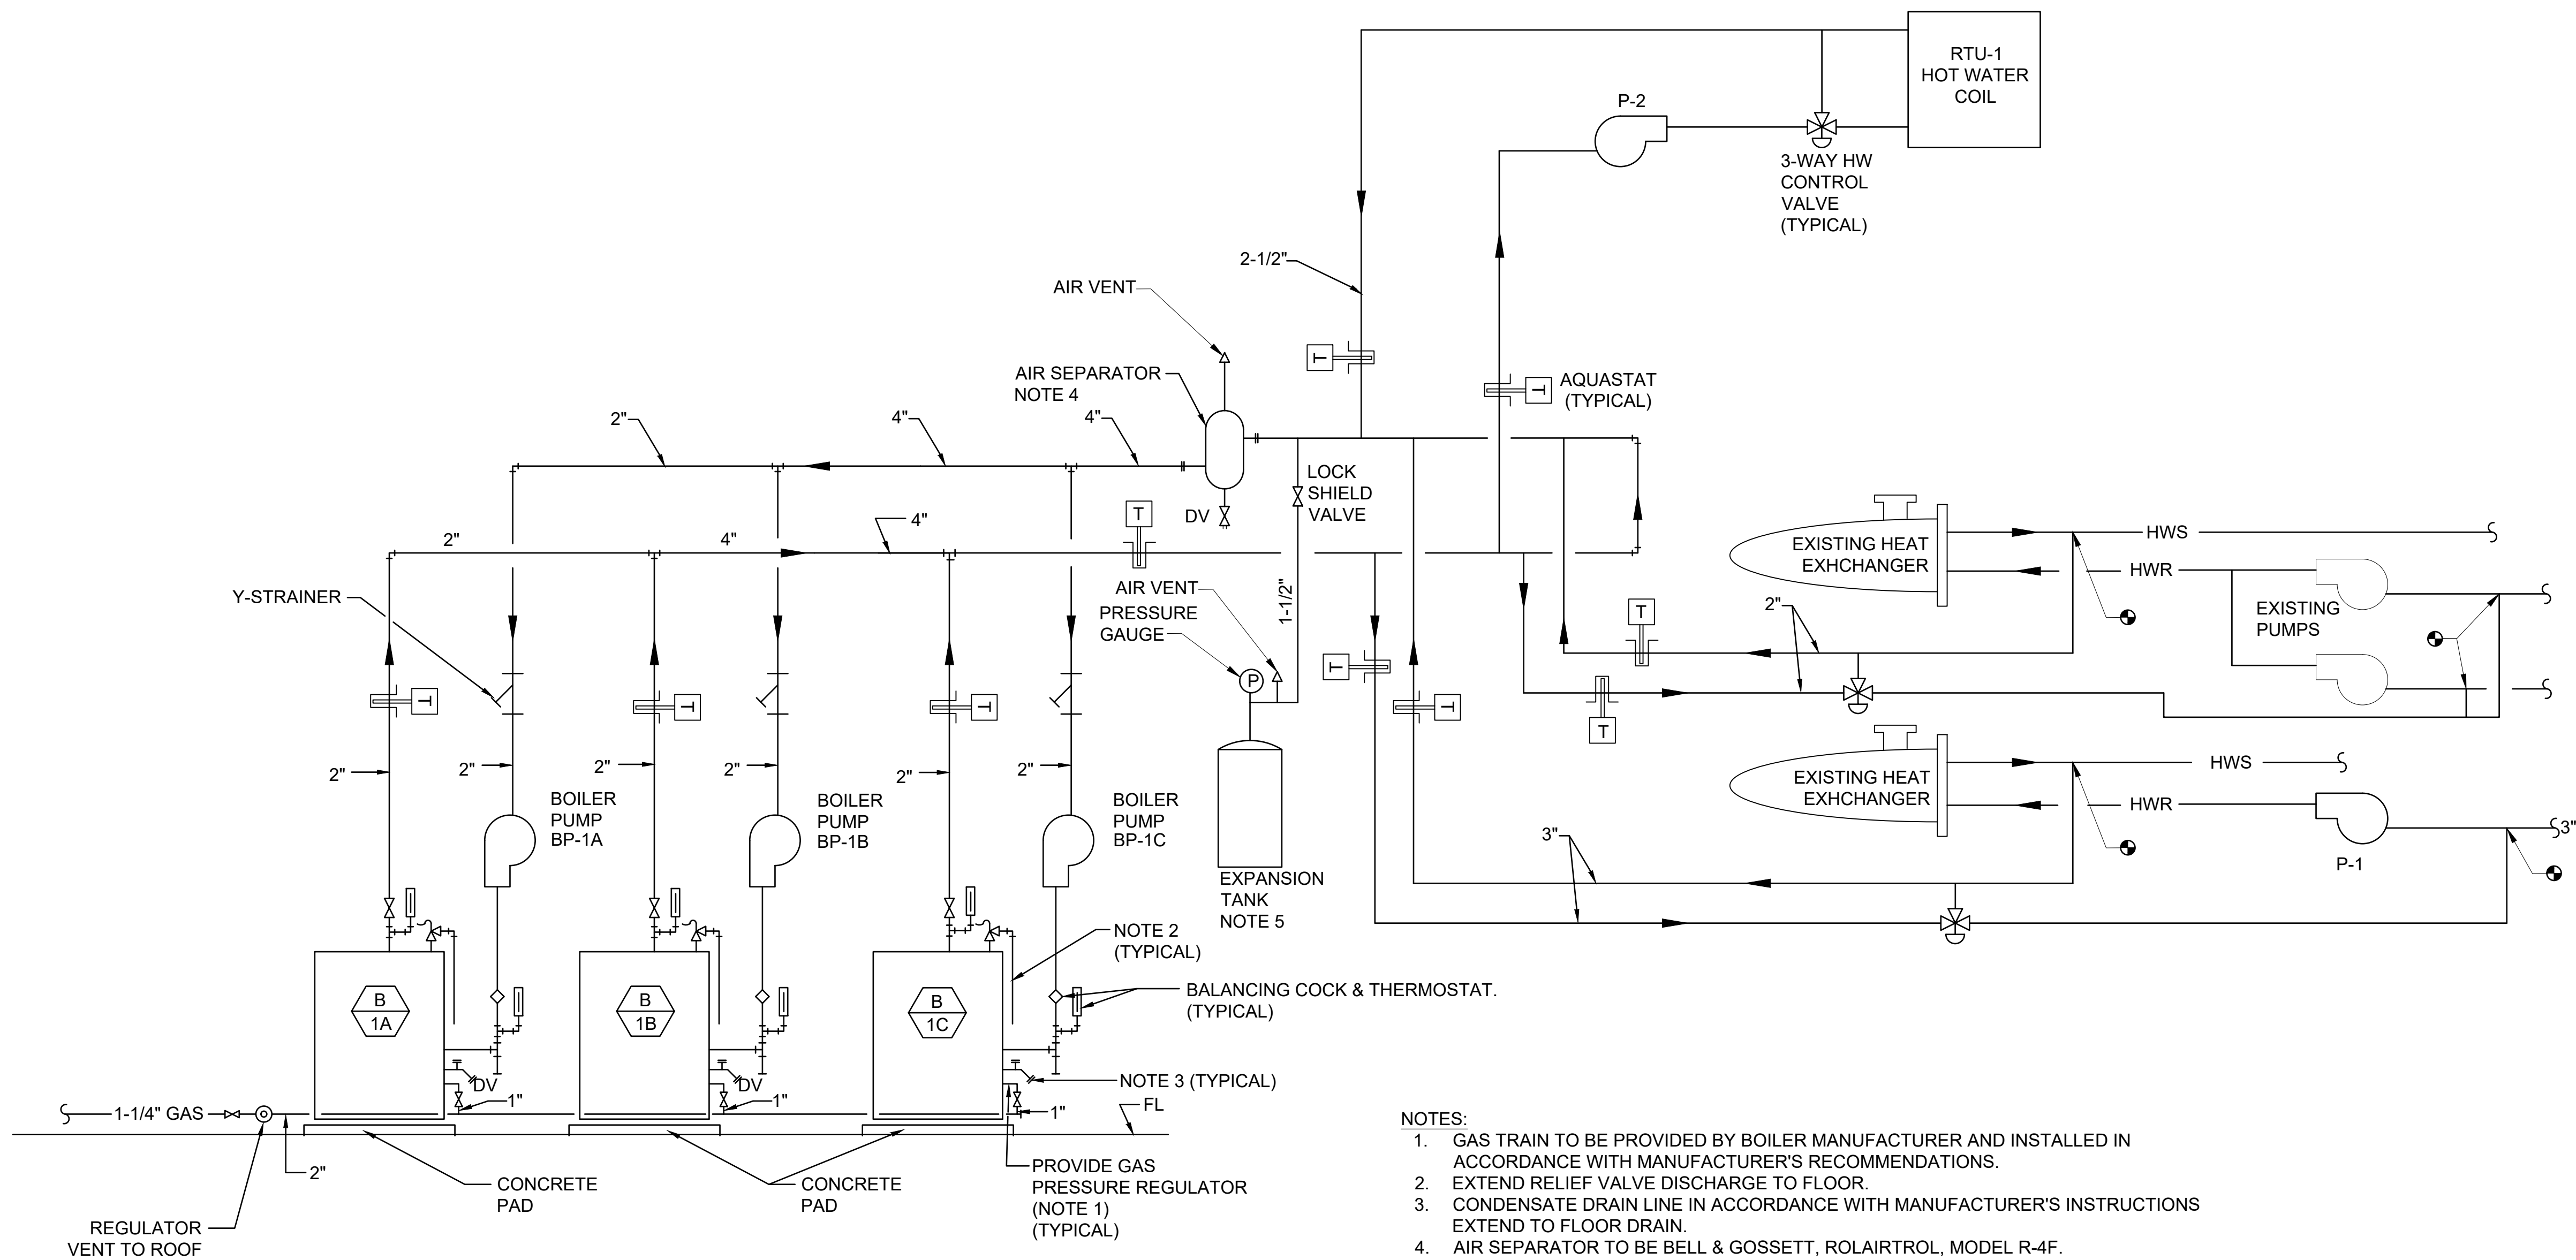 RTU-1
HOT WATER
COIL
P-2
3-WAY HW
CONTROL
VALVE
(TYPICAL)
2-1/2"
AIR VENT
AIR SEPARATOR
NOTE 4
T
T
AQUASTAT
(TYPICAL)
2"
4"
4"
LOCK
SHIELD
VALVE
DV
T
2"
4"
4"
EXISTING HEAT
EXHCHANGER
HWS
HWR
EXISTING
PUMPS
Y-STRAINER
AIR VENT
PRESSURE
GAUGE
1-1/2"
P
2"
T
T
T
T
T
T
T
T
2"
2"
2"
2"
2"
2"
BOILER
PUMP
BP-1A
BOILER
PUMP
BP-1B
BOILER
PUMP
BP-1C
EXISTING HEAT
EXHCHANGER
HWS
HWR
3"
P-1
3"
EXPANSION
TANK
NOTE 5
NOTE 2
(TYPICAL)
BALANCING COCK & THERMOSTAT.
(TYPICAL)
B
1A
B
1B
B
1C
DV
DV
NOTE 3 (TYPICAL)
1"
1"
1"
FL
1-1/4" GAS
2"
CONCRETE
PAD
CONCRETE
PAD
PROVIDE GAS
PRESSURE REGULATOR
(NOTE 1)
(TYPICAL)
REGULATOR
VENT TO ROOF
NOTES:
1. GAS TRAIN TO BE PROVIDED BY BOILER MANUFACTURER AND INSTALLED IN
ACCORDANCE WITH MANUFACTURER'S RECOMMENDATIONS.
2. EXTEND RELIEF VALVE DISCHARGE TO FLOOR.
3. CONDENSATE DRAIN LINE IN ACCORDANCE WITH MANUFACTURER'S INSTRUCTIONS
EXTEND TO FLOOR DRAIN.
4. AIR SEPARATOR TO BE BELL & GOSSETT, ROLAIRTROL, MODEL R-4F.